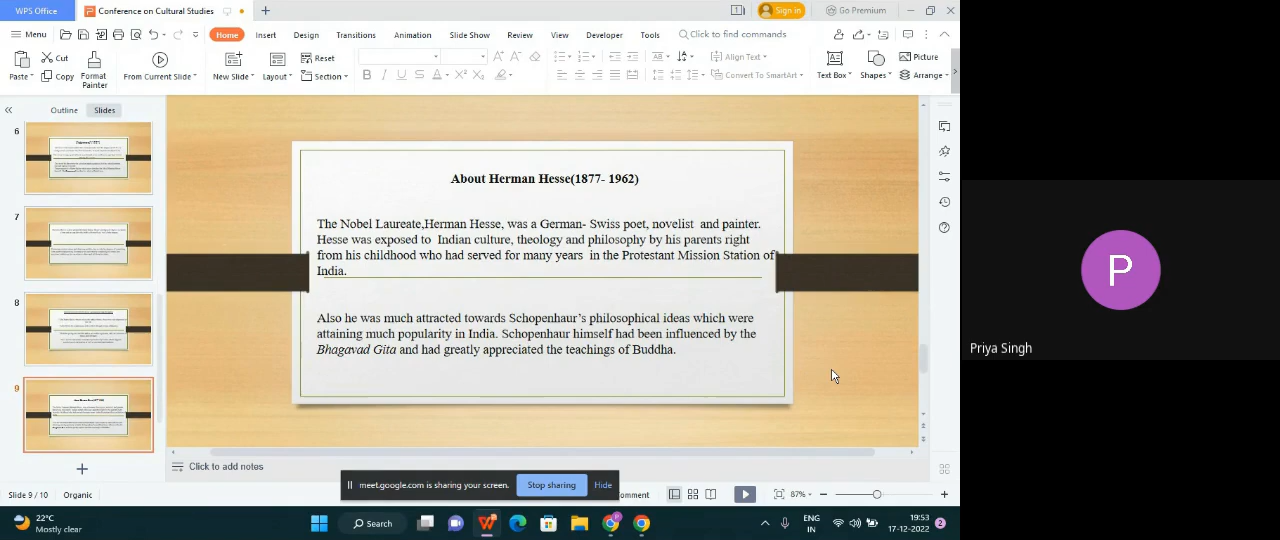 WPS Office
Conference on Cultural Studies
Sign in
Go Premium
Menu
Home
Insert
Design
Transitions
Animation
Slide Show
Review
View
Developer
Tools
Click to find commands
Paste
Cut
Copy
Format
Painter
From Current Slide
New Slide
Layout
Reset
Section
B I U S A X² X₂
Align Text
Convert To SmartArt
Text Box
Shapes
Picture
Arrange
Outline
Slides
6
7
8
9
About Herman Hesse(1877- 1962)
The Nobel Laureate,Herman Hesse, was a German- Swiss poet, novelist and painter.
Hesse was exposed to Indian culture, theology and philosophy by his parents right
from his childhood who had served for many years in the Protestant Mission Station of
India.
Also he was much attracted towards Schopenhaur's philosophical ideas which were
attaining much popularity in India. Schopenhaur himself had been influenced by the
Bhagavad Gita and had greatly appreciated the teachings of Buddha.
P
Priya Singh
Click to add notes
meet.google.com is sharing your screen.
Stop sharing
Hide
Slide 9 / 10
Organic
omment
87%
22°C
Mostly clear
Search
ENG
IN
19:53
17-12-2022
2